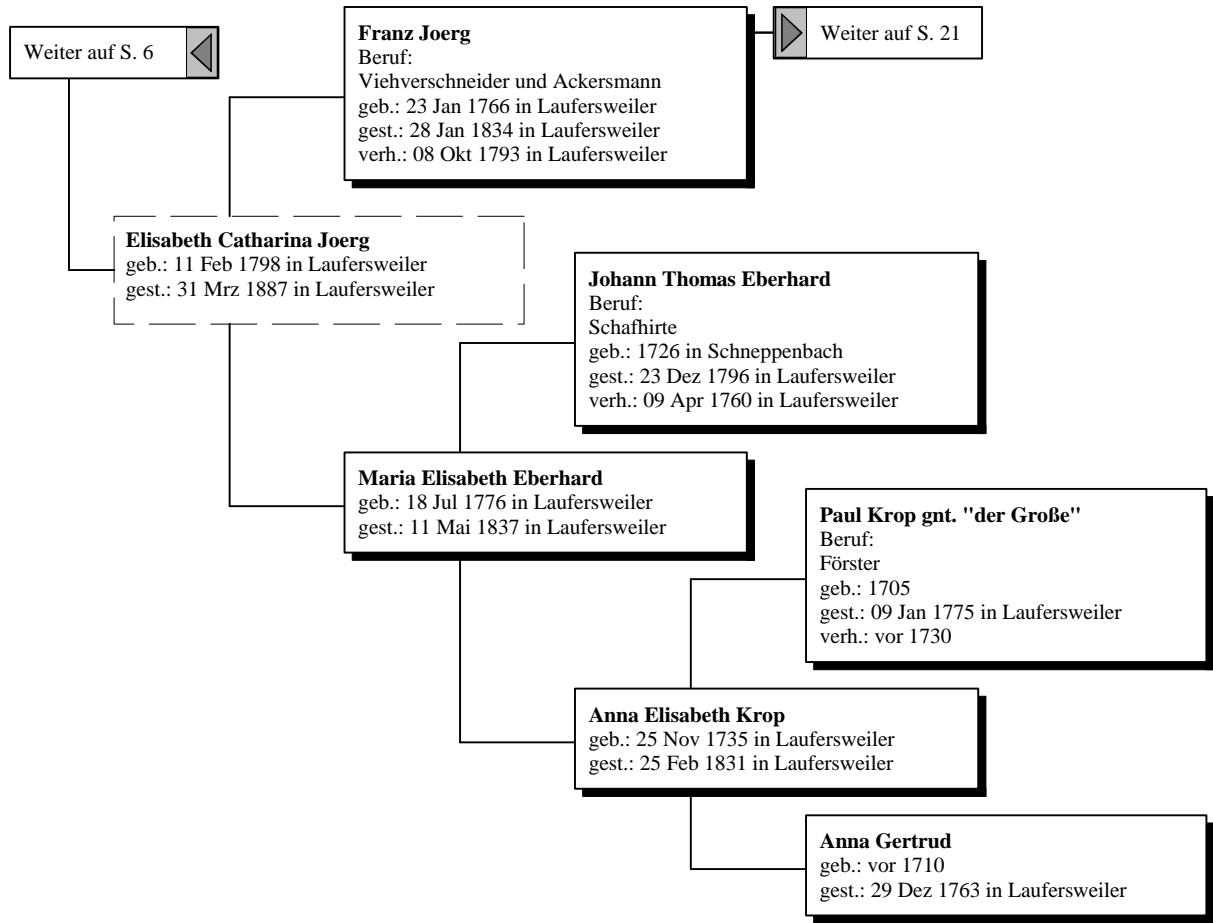 Weiter auf S. 6
Franz Joerg
Beruf:
Viehverschneider und Ackersmann
geb.: 23 Jan 1766 in Laufersweiler
gest.: 28 Jan 1834 in Laufersweiler
verh.: 08 Okt 1793 in Laufersweiler
Weiter auf S. 21
Elisabeth Catharina Joerg
geb.: 11 Feb 1798 in Laufersweiler
gest.: 31 Mrz 1887 in Laufersweiler
Johann Thomas Eberhard
Beruf:
Schafhirte
geb.: 1726 in Schneppenbach
gest.: 23 Dez 1796 in Laufersweiler
verh.: 09 Apr 1760 in Laufersweiler
Maria Elisabeth Eberhard
geb.: 18 Jul 1776 in Laufersweiler
gest.: 11 Mai 1837 in Laufersweiler
Paul Krop gnt. "der Große"
Beruf:
Förster
geb.: 1705
gest.: 09 Jan 1775 in Laufersweiler
verh.: vor 1730
Anna Elisabeth Krop
geb.: 25 Nov 1735 in Laufersweiler
gest.: 25 Feb 1831 in Laufersweiler
Anna Gertrud
geb.: vor 1710
gest.: 29 Dez 1763 in Laufersweiler